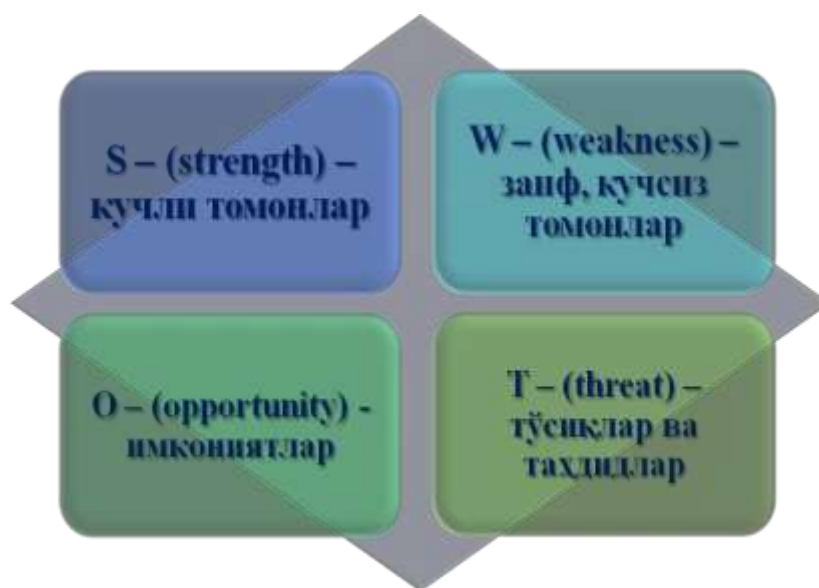 S – (strength) –
кучли томонлар
W – (weakness) –
заиф, кучсиз
томонлар
O – (opportunity) -
имкониятлар
T – (threat) –
тўсиқлар ва
таҳдидлар